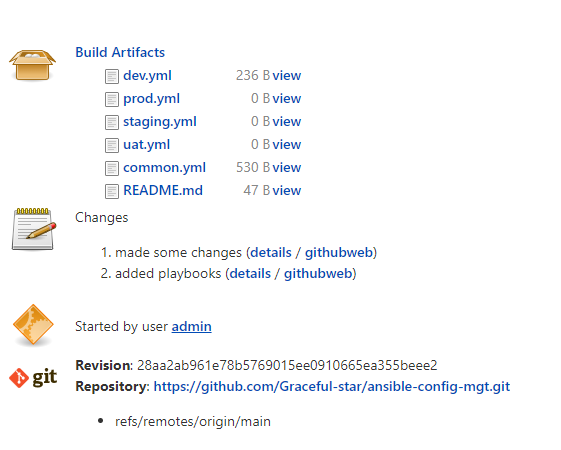 Build Artifacts
dev.yml 236 B view
prod.yml 0 B view
staging.yml 0 B view
uat.yml 0 B view
common.yml 530 B view
README.md 47 B view
Changes
1. made some changes (details / githubweb)
2. added playbooks (details / githubweb)
Started by user admin
git
Revision: 28aa2ab961e78b5769015ee0910665ea355beee2
Repository: https://github.com/Graceful-star/ansible-config-mgt.git
• refs/remotes/origin/main